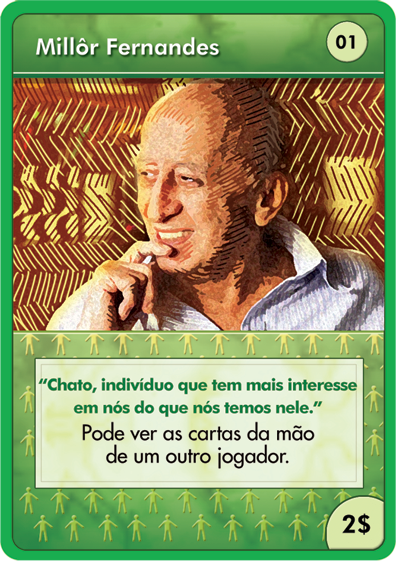 Millôr Fernandes
01
“Chato, indivíduo que tem mais interesse
em nós do que nós temos nele.”
Pode ver as cartas da mão
de um outro jogador.
2$